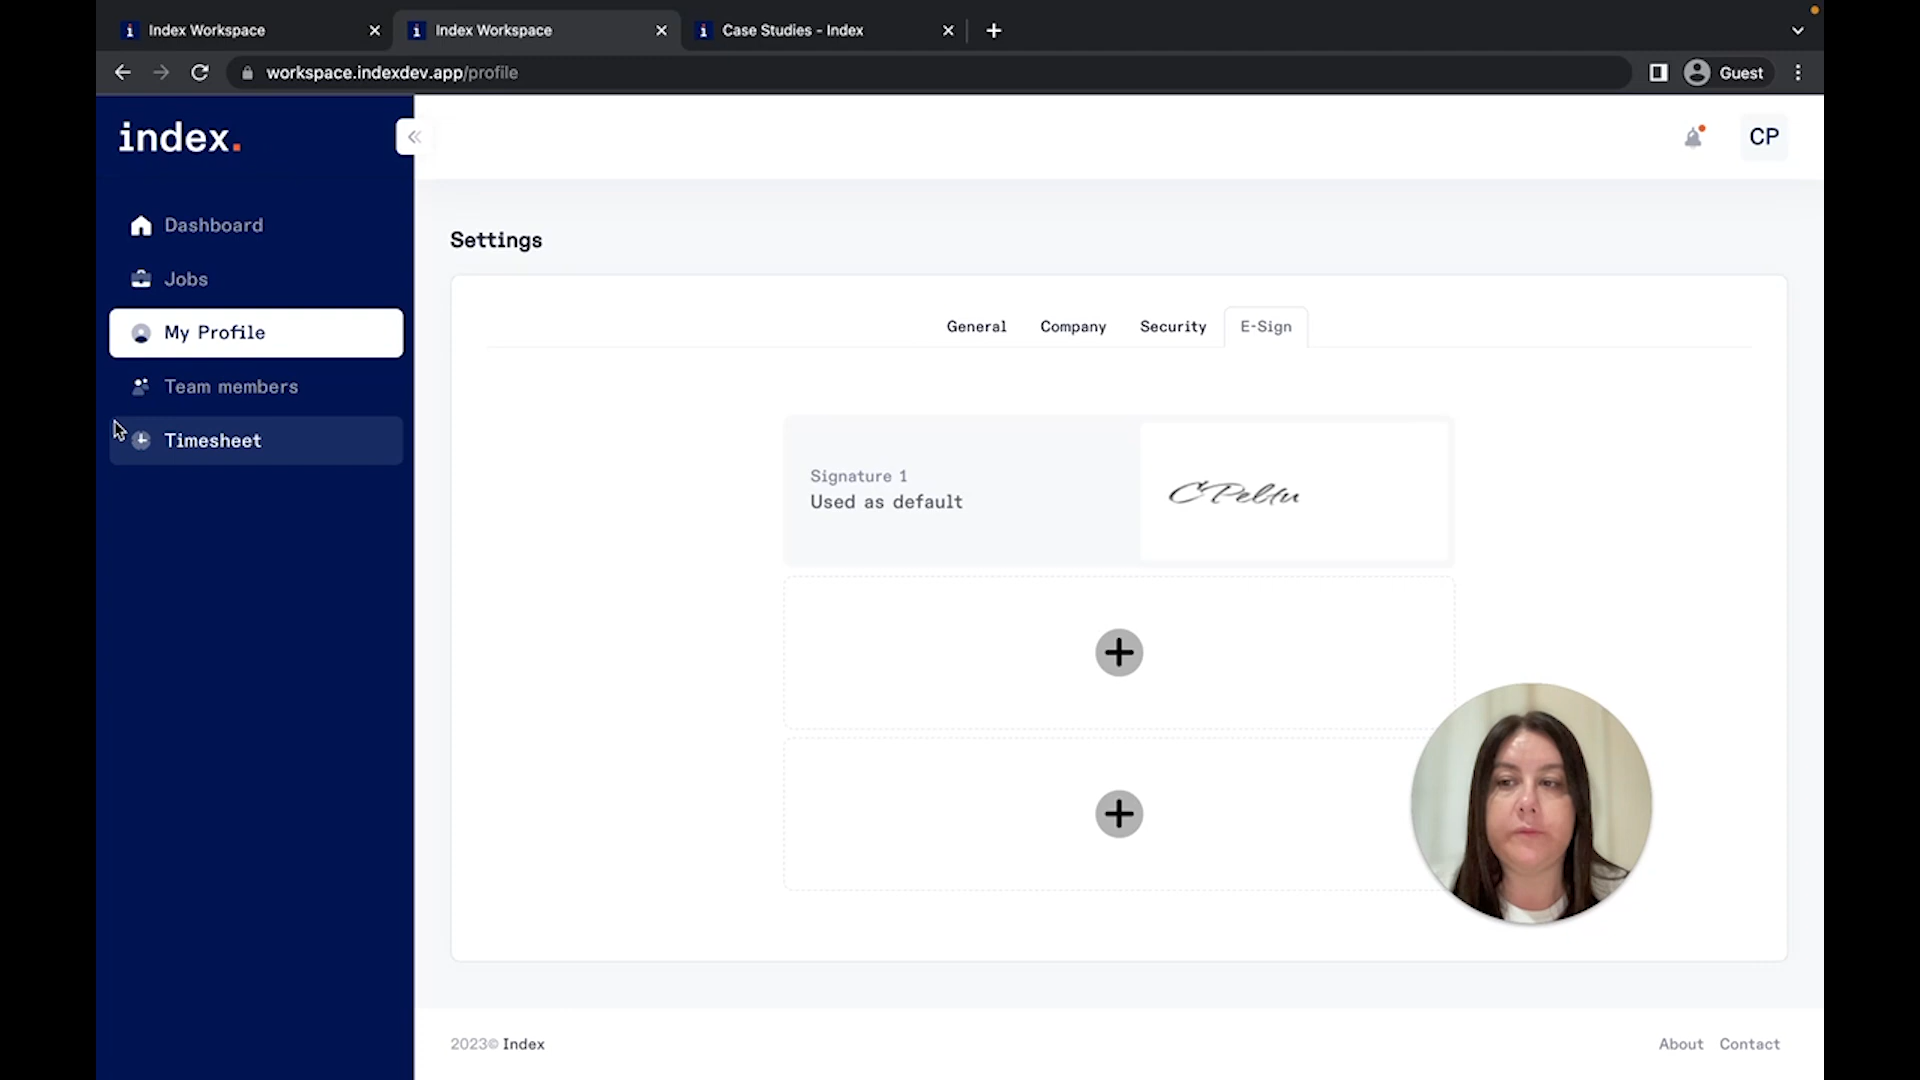 Index Workspace
Index Workspace
Case Studies - Index
workspace.indexdev.app/profile
Guest
index.
CP
Dashboard
Jobs
My Profile
Team members
Timesheet
Settings
General
Company
Security
E-Sign
Signature 1
Used as default
2023© Index
About
Contact